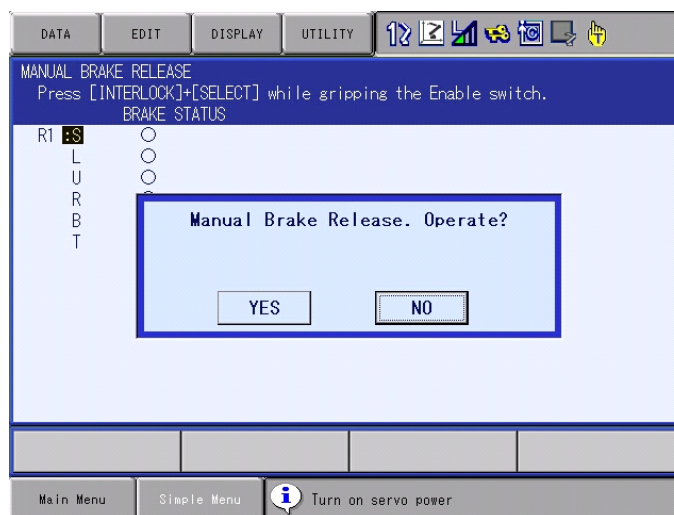 DATA EDIT DISPLAY UTILITY
MANUAL BRAKE RELEASE
Press [INTERLOCK]+[SELECT] while gripping the Enable switch.
BRAKE STATUS
R1 :S
L
U
R
B
T
Manual Brake Release. Operate?
YES NO
Main Menu Simple Menu Turn on servo power